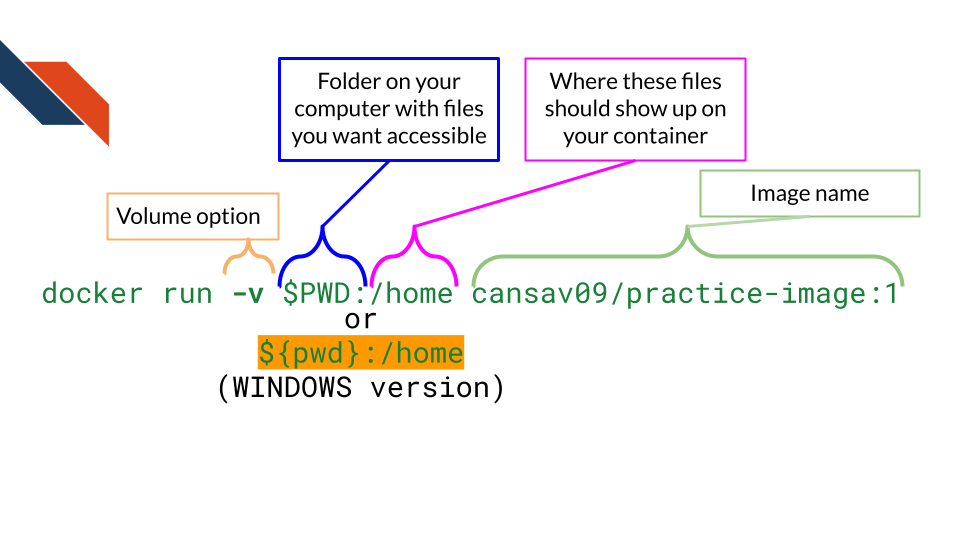 Folder on your
computer with files
you want accessible
Where these files
should show up on
your container
Image name
Volume option
docker run -v $PWD:/home cansav09/practice-image:1
or
${pwd}:/home
(WINDOWS version)